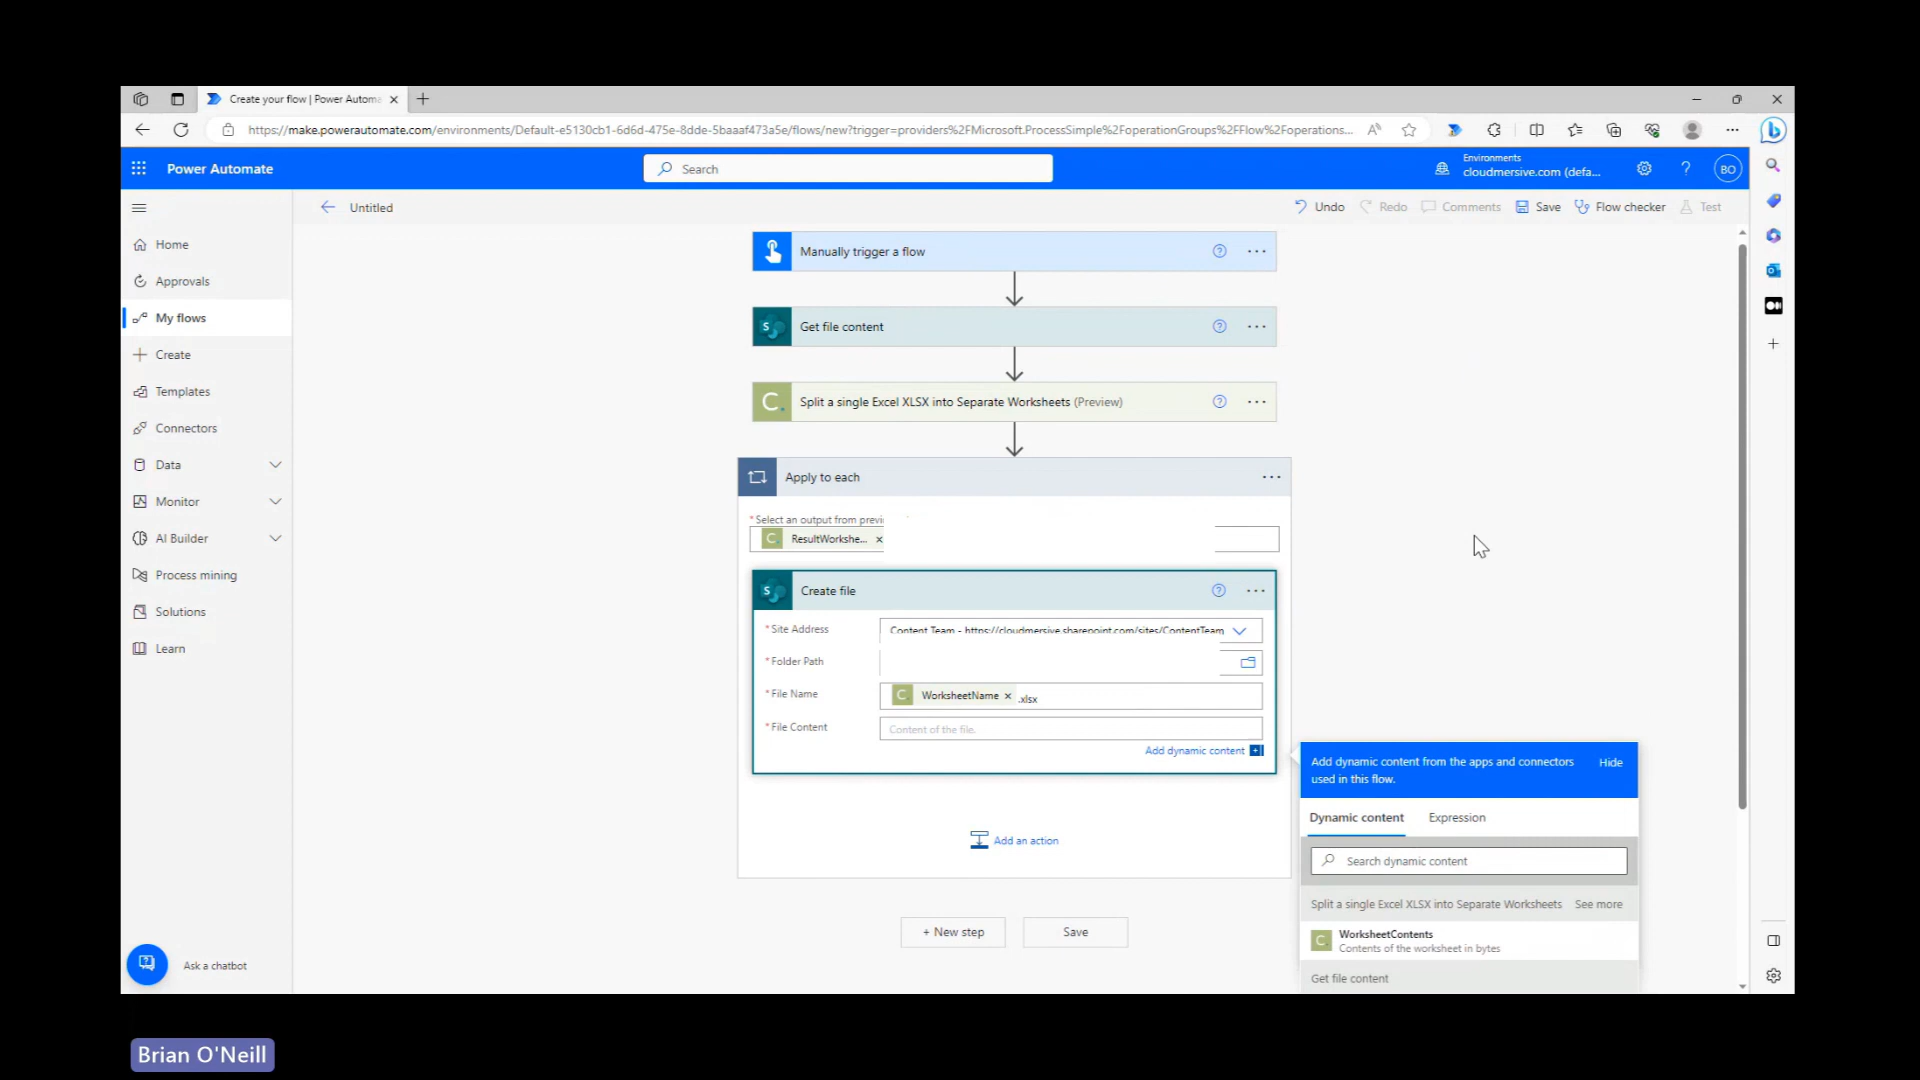 Create your flow | Power Autom
https://make.powerautomate.com/environments/Default-e5130cb1-6d6d-475e-8dde-5baaaf473a5e/flows/new?trigger=providers%2FMicrosoft.ProcessSimple%2FoperationGroups%2FFlow%2Foperations...
Power Automate
Search
Environments
cloudmersive.com (defa...
BO
Untitled
Undo
Redo
Comments
Save
Flow checker
Test
Home
Approvals
My flows
Create
Templates
Connectors
Data
Monitor
AI Builder
Process mining
Solutions
Learn
Ask a chatbot
Manually trigger a flow
Get file content
Split a single Excel XLSX into Separate Worksheets (Preview)
Apply to each
*Select an output from previ
ResultWorkshe... ×
Create file
*Site Address
Content Team - https://cloudmersive.sharepoint.com/sites/ContentTeam
*Folder Path
*File Name
WorksheetName × .xlsx
*File Content
Content of the file.
Add dynamic content
Add an action
+ New step
Save
Add dynamic content from the apps and connectors
used in this flow.
Hide
Dynamic content
Expression
Search dynamic content
Split a single Excel XLSX into Separate Worksheets
See more
WorksheetContents
Contents of the worksheet in bytes
Get file content
Brian O'Neill